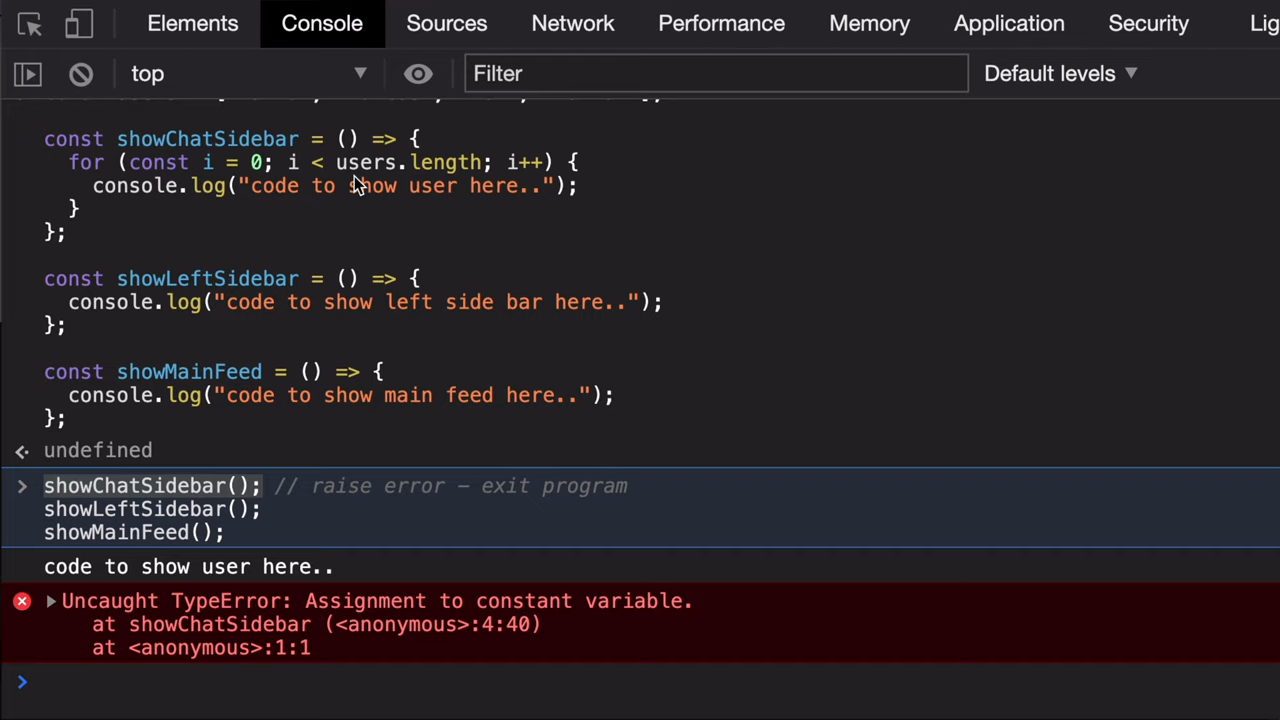 Elements Console Sources Network Performance Memory Application Security Lig
top Filter Default levels
const showChatSidebar = () => {
for (const i = 0; i < users.length; i++) {
console.log("code to show user here..");
}
};
const showLeftSidebar = () => {
console.log("code to show left side bar here..");
};
const showMainFeed = () => {
console.log("code to show main feed here..");
};
undefined
> showChatSidebar(); // raise error – exit program
showLeftSidebar();
showMainFeed();
code to show user here..
Uncaught TypeError: Assignment to constant variable.
at showChatSidebar (<anonymous>:4:40)
at <anonymous>:1:1
>